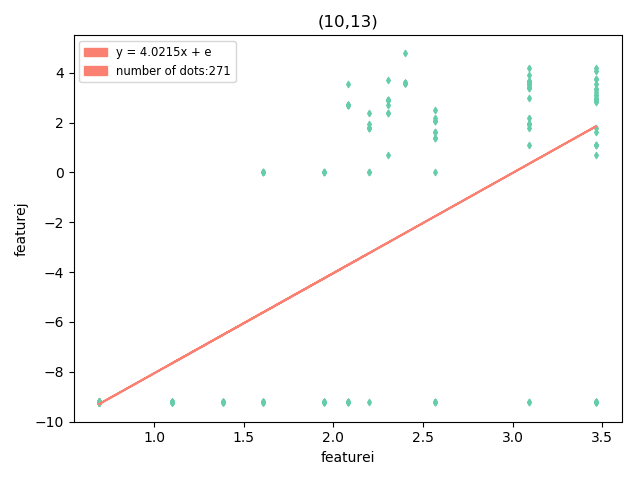 (10,13)
y = 4.0215x + e
number of dots:271
4
2
0
−2
−4
−6
−8
−10
featurej
1.0 1.5 2.0 2.5 3.0 3.5
featurei